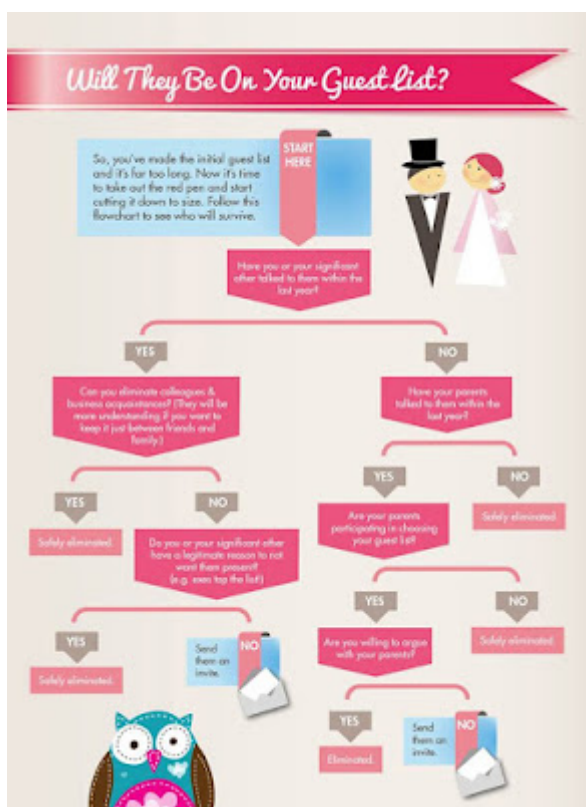 Will They Be On Your Guest List?
So, you've made the initial guest list
and it's far too long. Now it's time
to take out the red pen and start
cutting it down to size. Follow this
flowchart to see who will survive.
START
HERE
Have you or your significant
other talked to them within the
last year?
YES
NO
Can you eliminate colleagues &
business acquaintances? (They will be
more understanding if you want to
keep it just between friends and
family.)
Have your parents
talked to them within the
last year?
YES
NO
YES
NO
Safely eliminated.
Do you or your significant other
have a legitimate reason to not
want them present?
(e.g. exes top the list!)
Are your parents
participating in choosing
your guest list?
Safely eliminated.
YES
NO
YES
NO
Safely eliminated.
Send
them an
invite.
Are you willing to argue
with your parents?
Safely eliminated.
YES
NO
Eliminated.
Send
them an
invite.